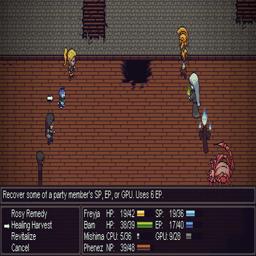 Recover some of a party member's SP, EP, or GPU. Uses 6 EP.
Rosy Remedy
Healing Harvest
Revitalize
Cancel
Freyja HP: 19/42 SP: 19/36
Bam HP: 38/39 EP: 17/40
Mishima CPU: 5/36 GPU: 9/28
Phenez NP: 39/48